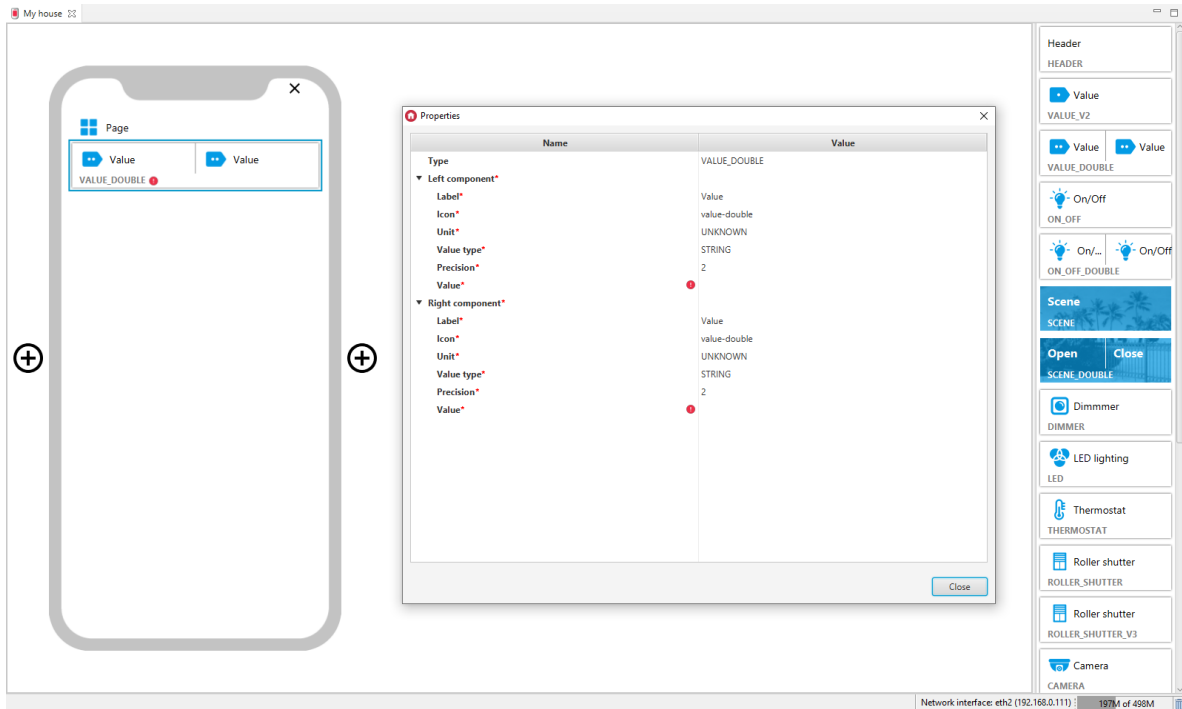 My house
Page
Value Value
VALUE_DOUBLE
Properties
Name Value
Type VALUE_DOUBLE
Left component*
Label* Value
Icon* value-double
Unit* UNKNOWN
Value type* STRING
Precision* 2
Value*
Right component*
Label* Value
Icon* value-double
Unit* UNKNOWN
Value type* STRING
Precision* 2
Value*
Close
Header
HEADER
Value
VALUE_V2
Value Value
VALUE_DOUBLE
On/Off
ON_OFF
On/... On/Off
ON_OFF_DOUBLE
Scene
SCENE
Open Close
SCENE_DOUBLE
Dimmmer
DIMMER
LED lighting
LED
Thermostat
THERMOSTAT
Roller shutter
ROLLER_SHUTTER
Roller shutter
ROLLER_SHUTTER_V3
Camera
CAMERA
Network interface: eth2 (192.168.0.111) 197M of 498M